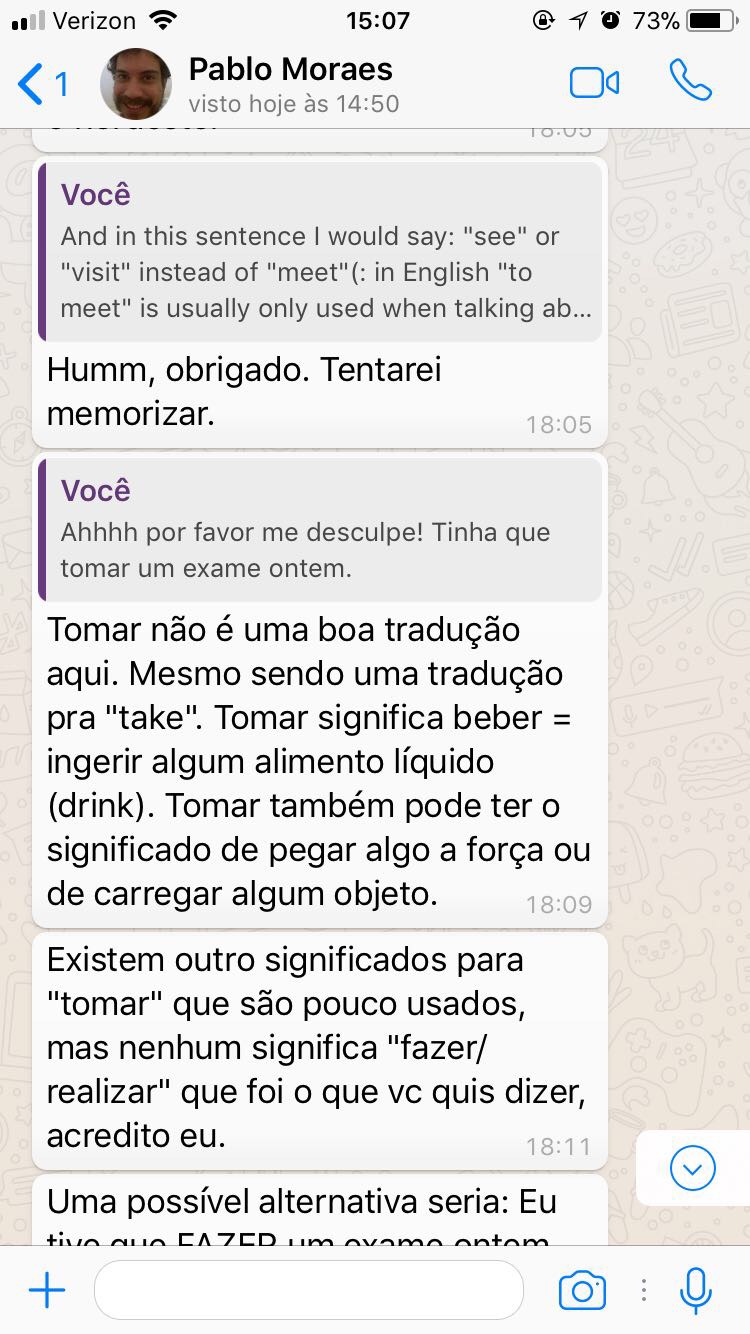 Verizon 15:07 73%
1 Pablo Moraes
visto hoje às 14:50
18:05
Você
And in this sentence I would say: "see" or
"visit" instead of "meet"(: in English "to
meet" is usually only used when talking ab...
Humm, obrigado. Tentarei
memorizar.
18:05
Você
Ahhhh por favor me desculpe! Tinha que
tomar um exame ontem.
Tomar não é uma boa tradução
aqui. Mesmo sendo uma tradução
pra "take". Tomar significa beber =
ingerir algum alimento líquido
(drink). Tomar também pode ter o
significado de pegar algo a força ou
de carregar algum objeto.
18:09
Existem outro significados para
"tomar" que são pouco usados,
mas nenhum significa "fazer/
realizar" que foi o que vc quis dizer,
acredito eu.
18:11
Uma possível alternativa seria: Eu
tive que FAZER um exame ontem